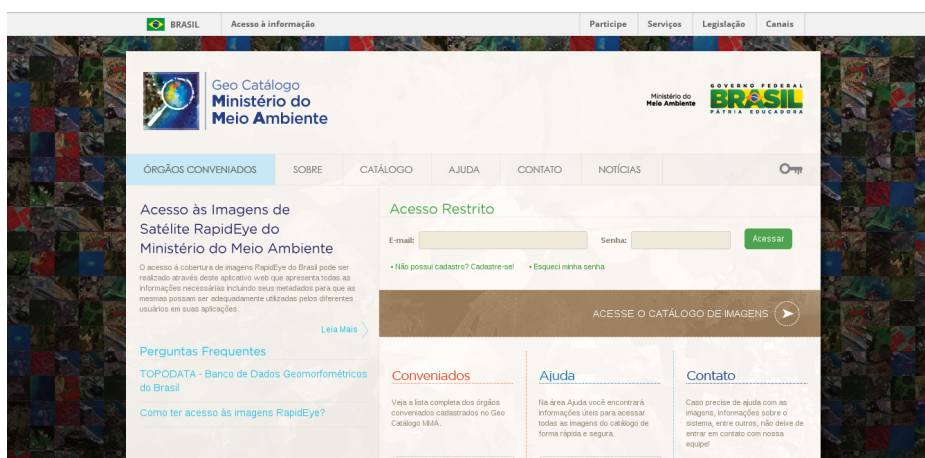 BRASIL Acesso à informação Participe Serviços Legislação Canais
Geo Catálogo
Ministério do
Meio Ambiente
Ministério do
Meio Ambiente
GOVERNO FEDERAL
BRASIL
PÁTRIA EDUCADORA
ÓRGÃOS CONVENIADOS SOBRE CATÁLOGO AJUDA CONTATO NOTÍCIAS
Acesso às Imagens de
Satélite RapidEye do
Ministério do Meio Ambiente
O acesso á cobertura de imagens RapidEye do Brasil pode ser
realizado através deste aplicativo web que apresenta todas as
informações necessárias incluindo seus metadados para que as
mesmas possam ser adequadamente utilizadas pelos diferentes
usuários em suas aplicações.
Leia Mais
Perguntas Frequentes
TOPODATA - Banco de Dados Geomorfométricos
do Brasil
Como ter acesso às imagens RapidEye?
Acesso Restrito
E-mail: Senha: Acessar
• Não possui cadastro? Cadastre-se! • Esqueci minha senha
ACESSE O CATÁLOGO DE IMAGENS
Conveniados
Veja a lista completa dos órgãos
conveniados cadastrados no Geo
Catálogo MMA.
Ajuda
Na área Ajuda você encontrará
informações úteis para acessar
todas as imagens do catálogo de
forma rápida e segura.
Contato
Caso precise de ajuda com as
imagens, informações sobre o
sistema, entre outros, não deixe de
entrar em contato com nossa
equipe!